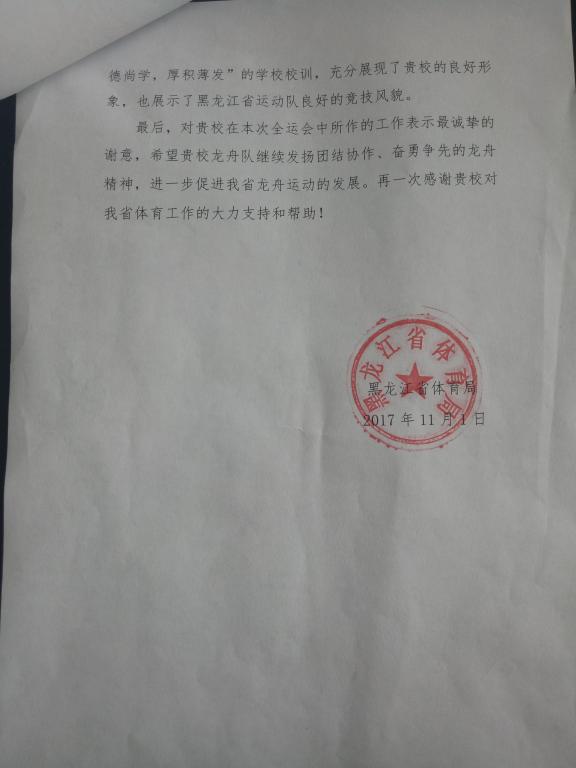 德尚学，厚积薄发”的学校校训，充分展现了贵校的良好形
象，也展示了黑龙江省运动队良好的竞技风貌。
最后，对贵校在本次全运会中所作的工作表示最诚挚的
谢意，希望贵校龙舟队继续发扬团结协作、奋勇争先的龙舟
精神，进一步促进我省龙舟运动的发展。再一次感谢贵校对
我省体育工作的大力支持和帮助！
黑龙江省体育局
黑龙江省体育局
2017 年 11 月 1 日